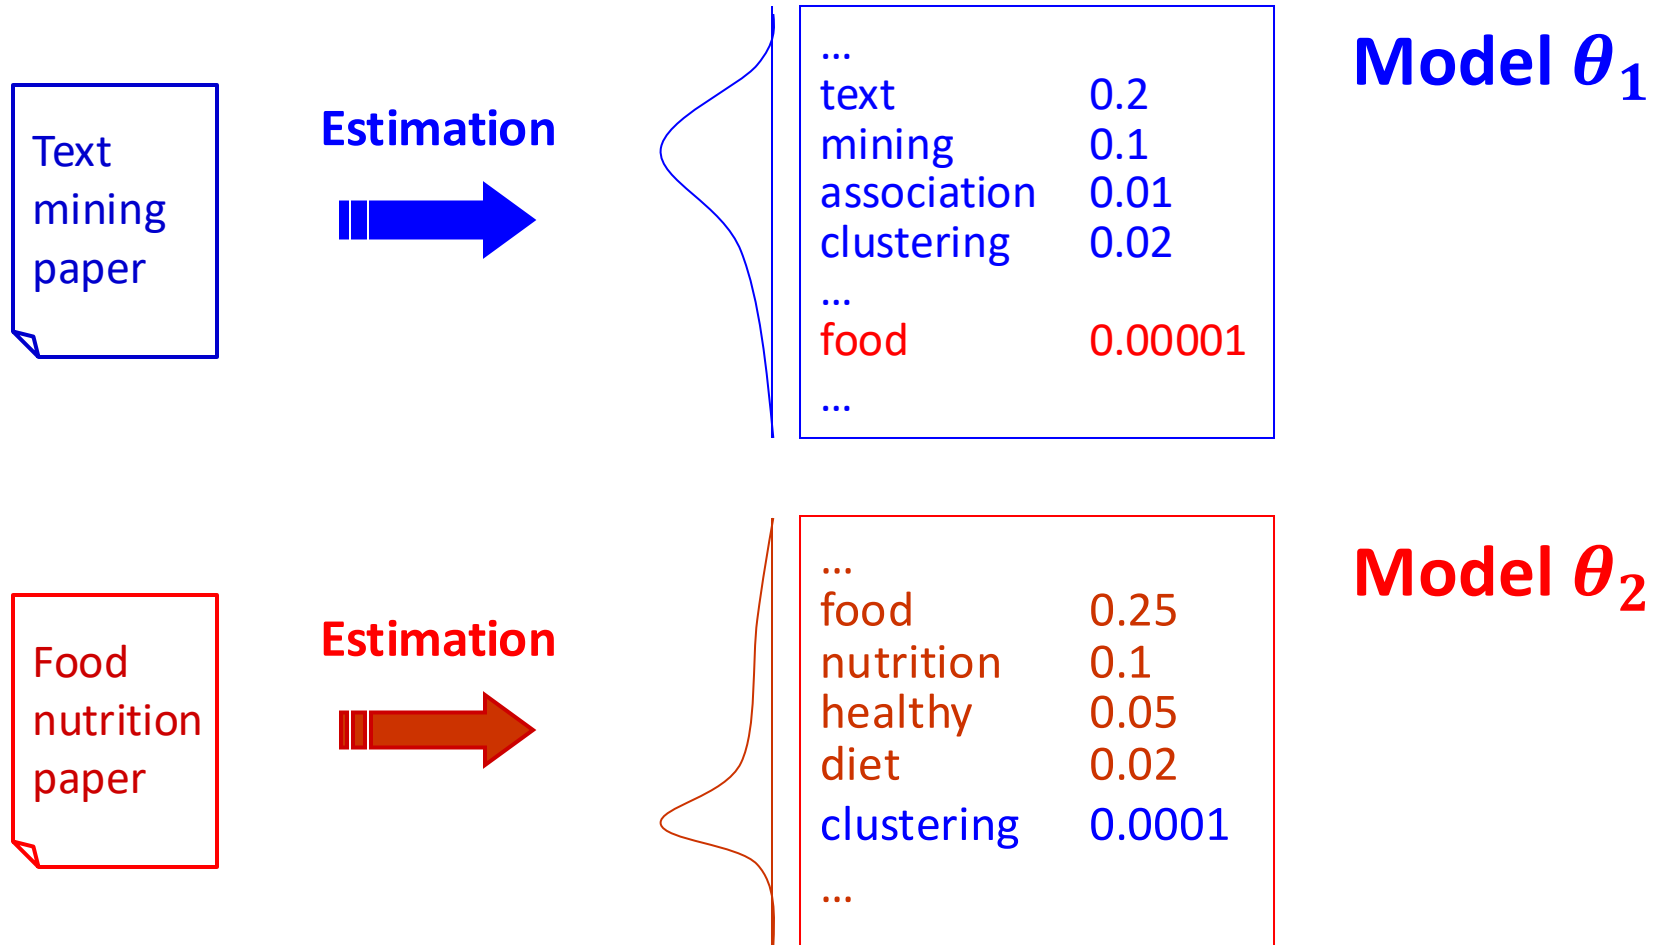 Text
mining
paper
Estimation
...
text 0.2
mining 0.1
association 0.01
clustering 0.02
...
food 0.00001
...
Model θ₁
Food
nutrition
paper
Estimation
...
food 0.25
nutrition 0.1
healthy 0.05
diet 0.02
clustering 0.0001
...
Model θ₂